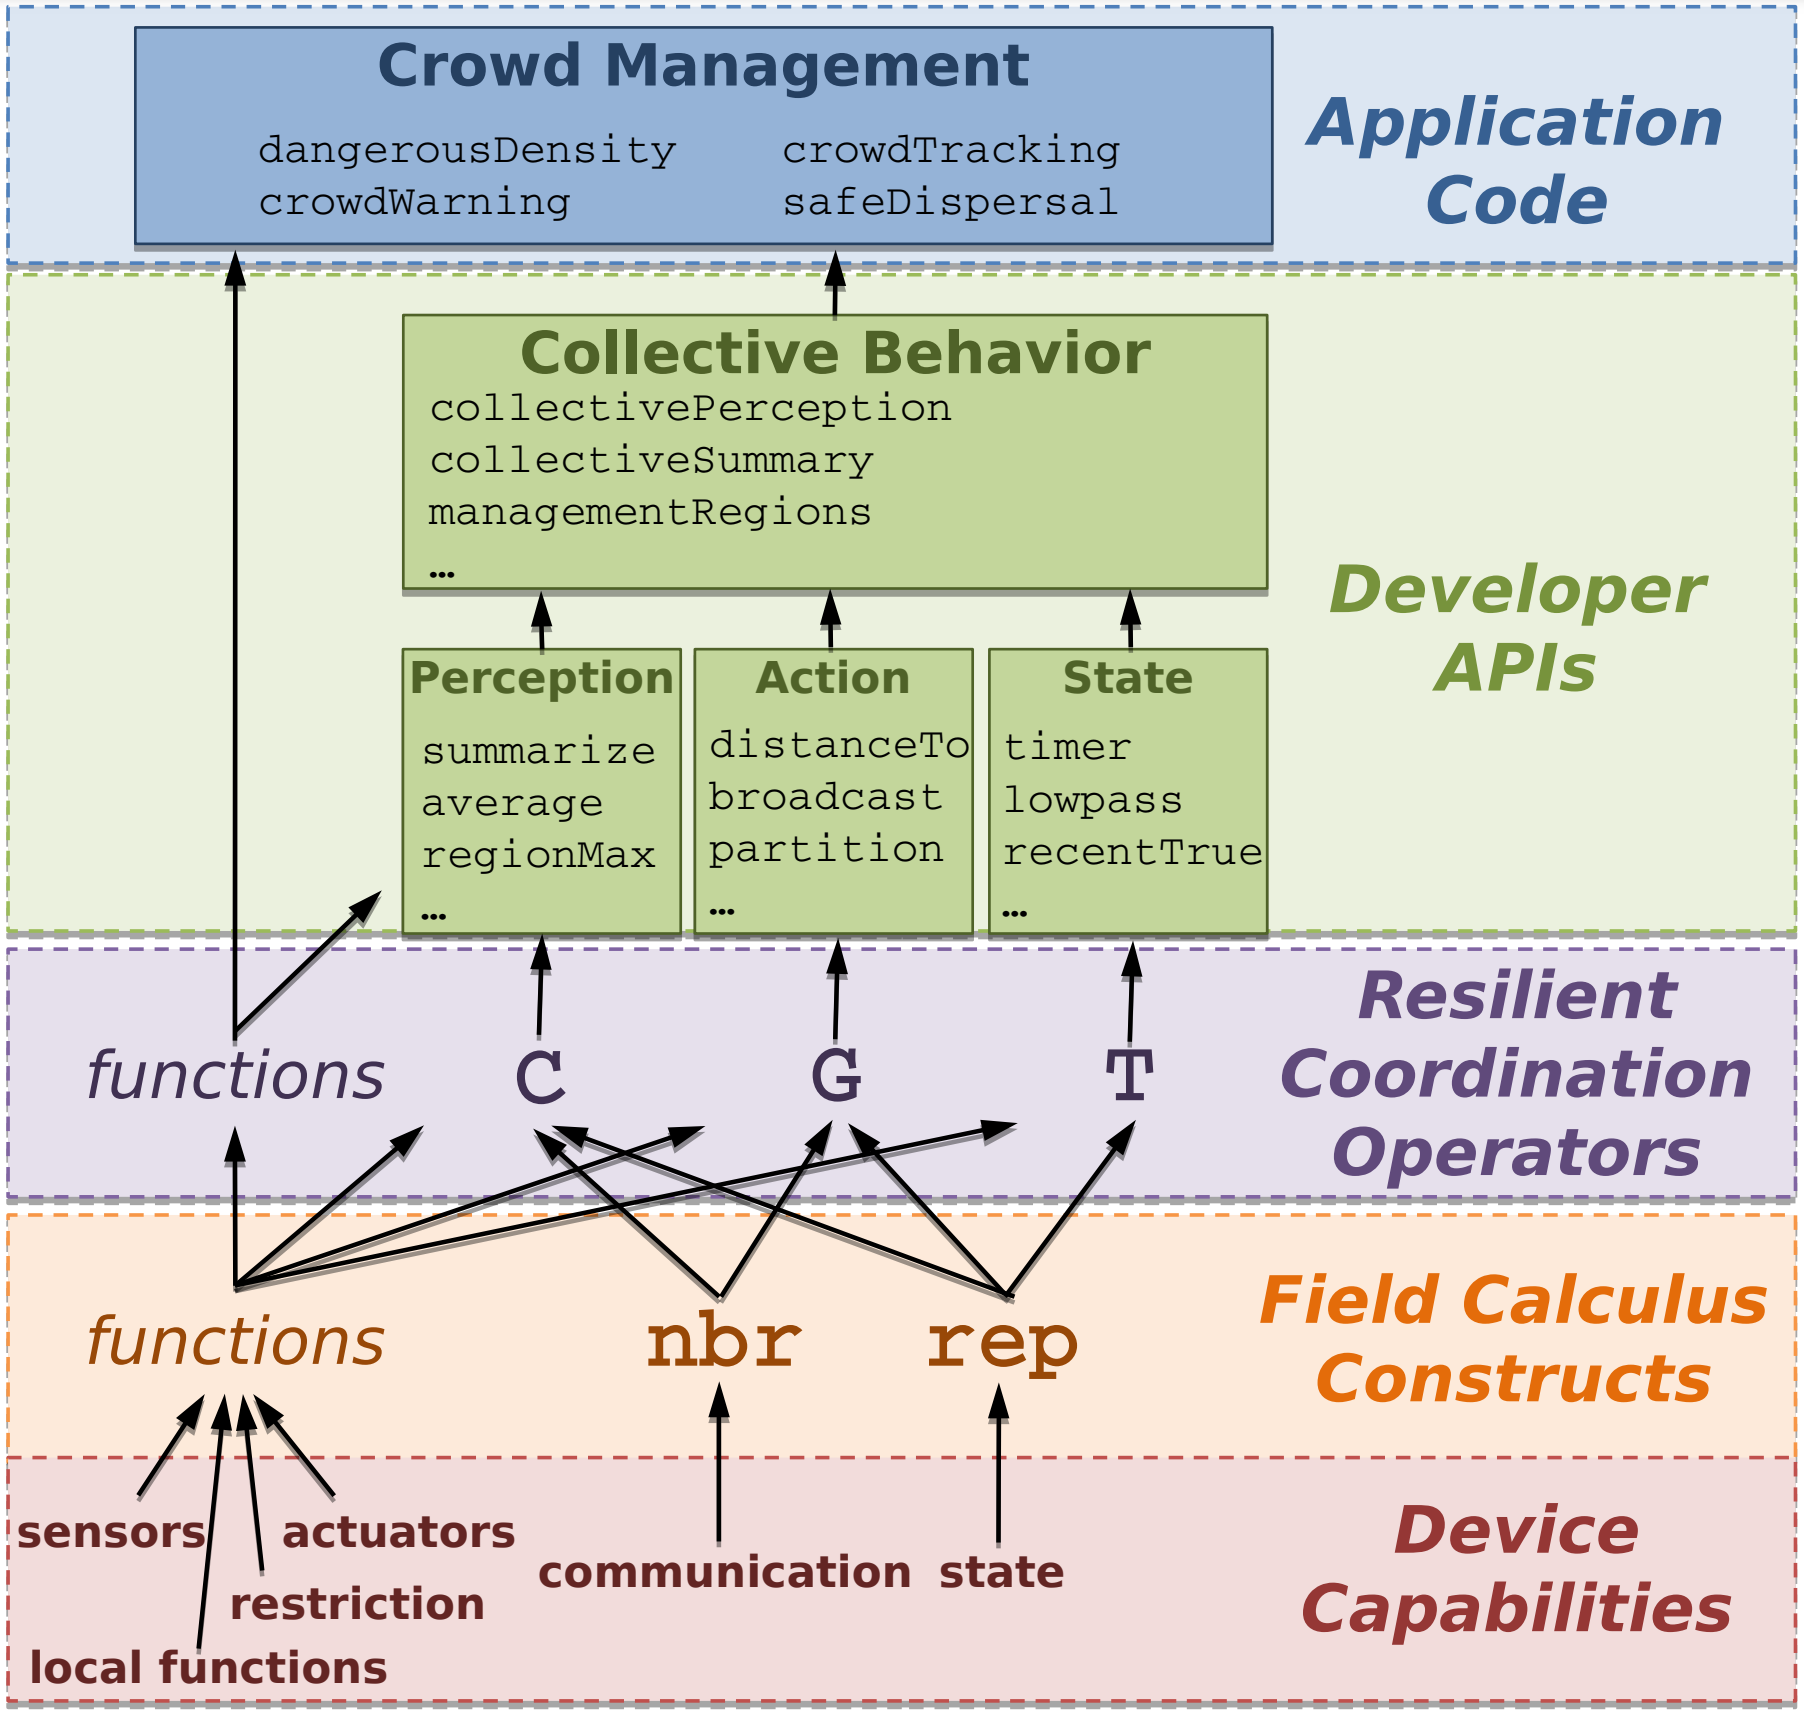 Crowd Management
dangerousDensity crowdTracking
crowdWarning safeDispersal
Application
Code
Collective Behavior
collectivePerception
collectiveSummary
managementRegions
…
Developer
APIs
Perception
summarize
average
regionMax
…
Action
distanceTo
broadcast
partition
…
State
timer
lowpass
recentTrue
…
functions C G T
Resilient
Coordination
Operators
functions nbr rep
Field Calculus
Constructs
sensors actuators
communication state
restriction
local functions
Device
Capabilities